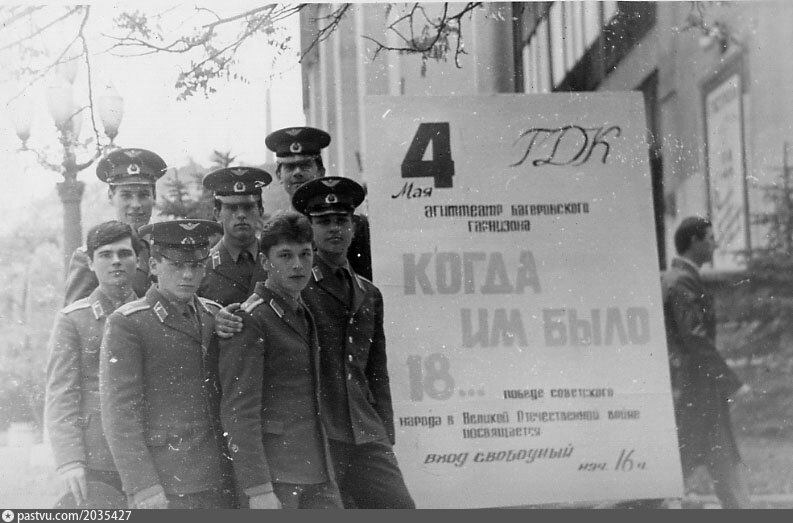 4 ГДК
Мая
агиттеатр багеровского
гарнизона
КОГДА
ИМ БЫЛО
18... победе советского
народа в Великой Отечественной войне
посвящается
вход свободный нач. 16 ч.
pastvu.com/2035427